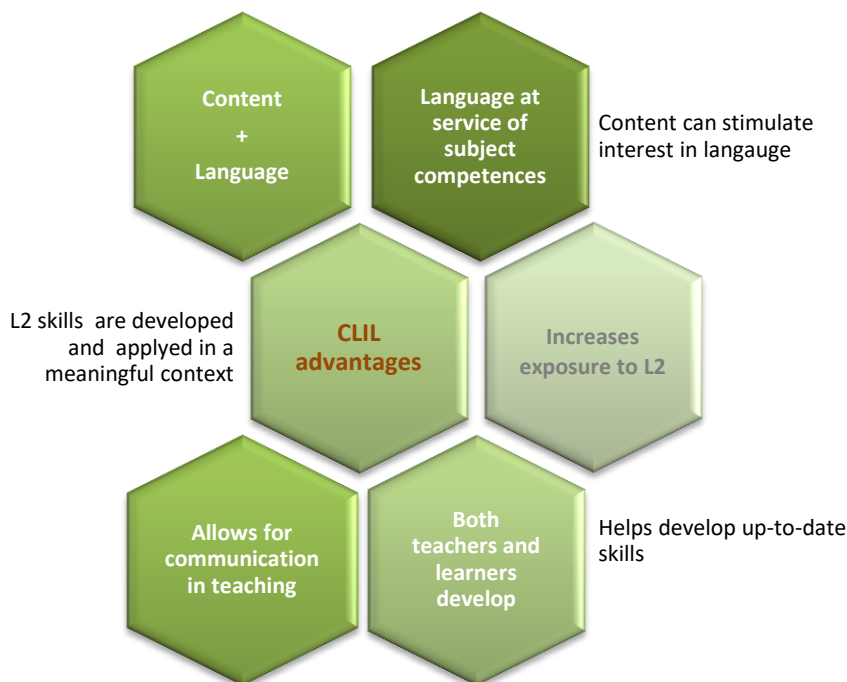 Content
+
Language
Language at
service of
subject
competences
Content can stimulate
interest in langauge
L2 skills are developed
and applyed in a
meaningful context
CLIL
advantages
Increases
exposure to L2
Allows for
communication
in teaching
Both
teachers and
learners
develop
Helps develop up-to-date
skills